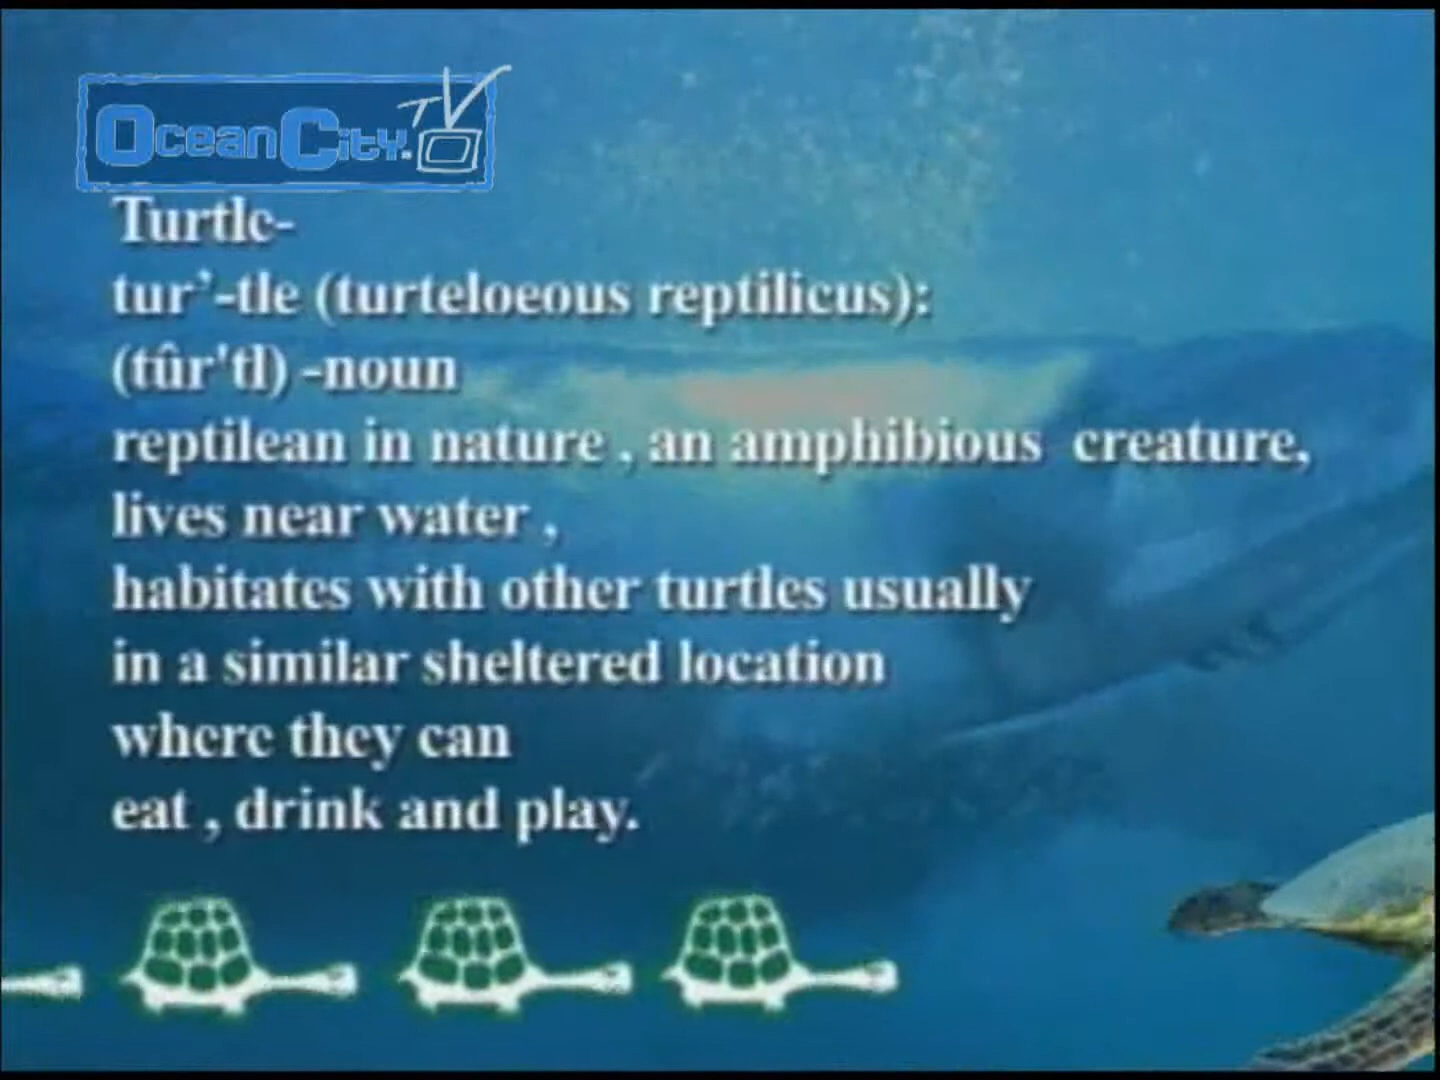 OceanCity.TV
Turtle-
tur’-tle (turteloeous reptilicus):
(tûr'tl) -noun
reptilean in nature , an amphibious creature,
lives near water ,
habitates with other turtles usually
in a similar sheltered location
where they can
eat , drink and play.